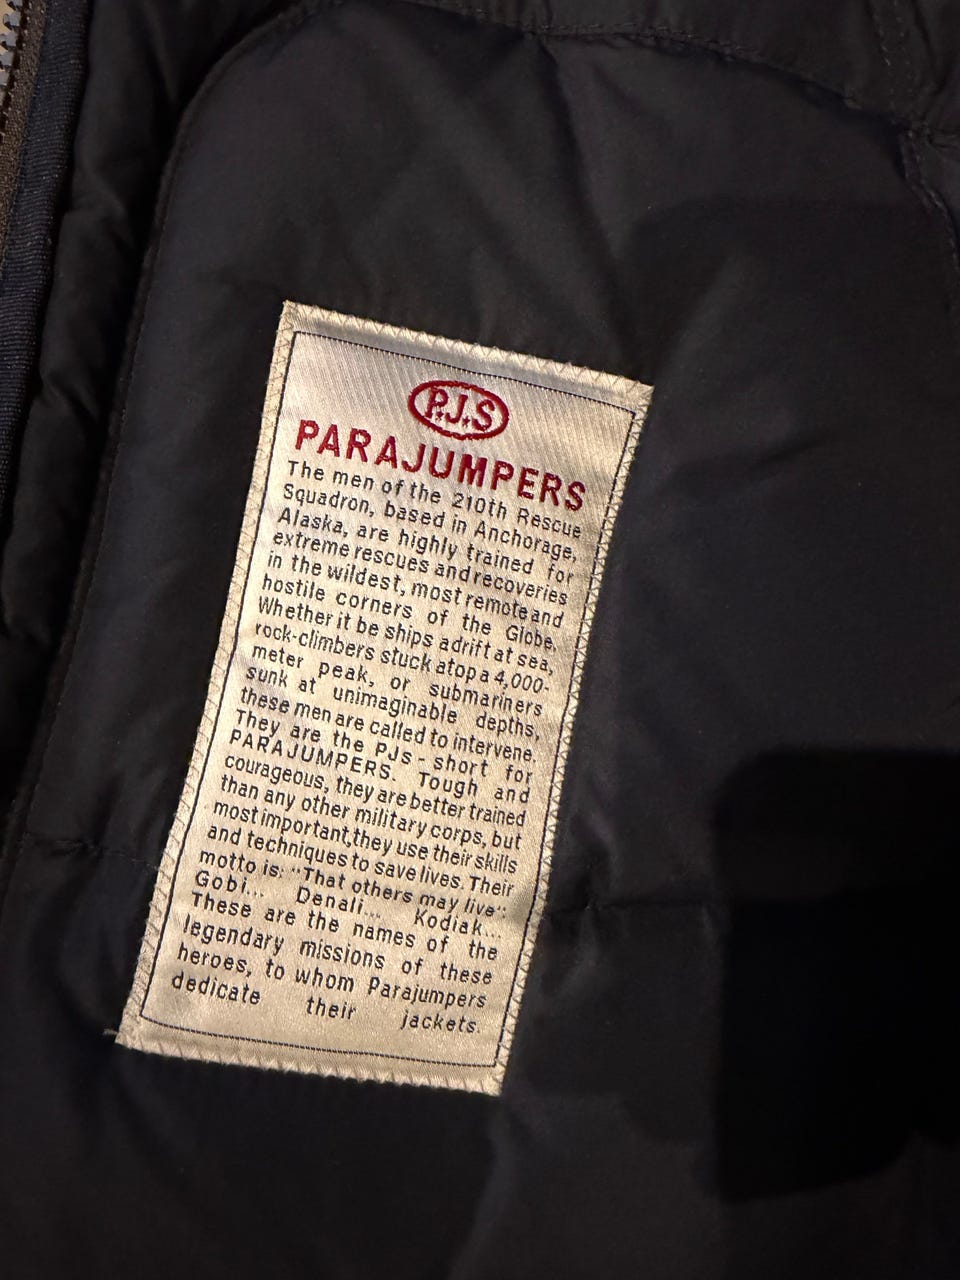 P.J.S
PARAJUMPERS
The men of the 210th Rescue
Squadron, based in Anchorage,
Alaska, are highly trained for
extreme rescues and recoveries
in the wildest, most remote and
hostile corners of the Globe.
Whether it be ships adrift at sea,
rock-climbers stuck atop a 4,000-
meter peak, or submariners
sunk at unimaginable depths,
these men are called to intervene.
They are the PJs - short for
PARAJUMPERS. Tough and
courageous, they are better trained
than any other military corps, but
most important,they use their skills
and techniques to save lives. Their
motto is: "That others may live".
Gobi... Denali... Kodiak...
These are the names of the
legendary missions of these
heroes, to whom Parajumpers
dedicate their jackets.